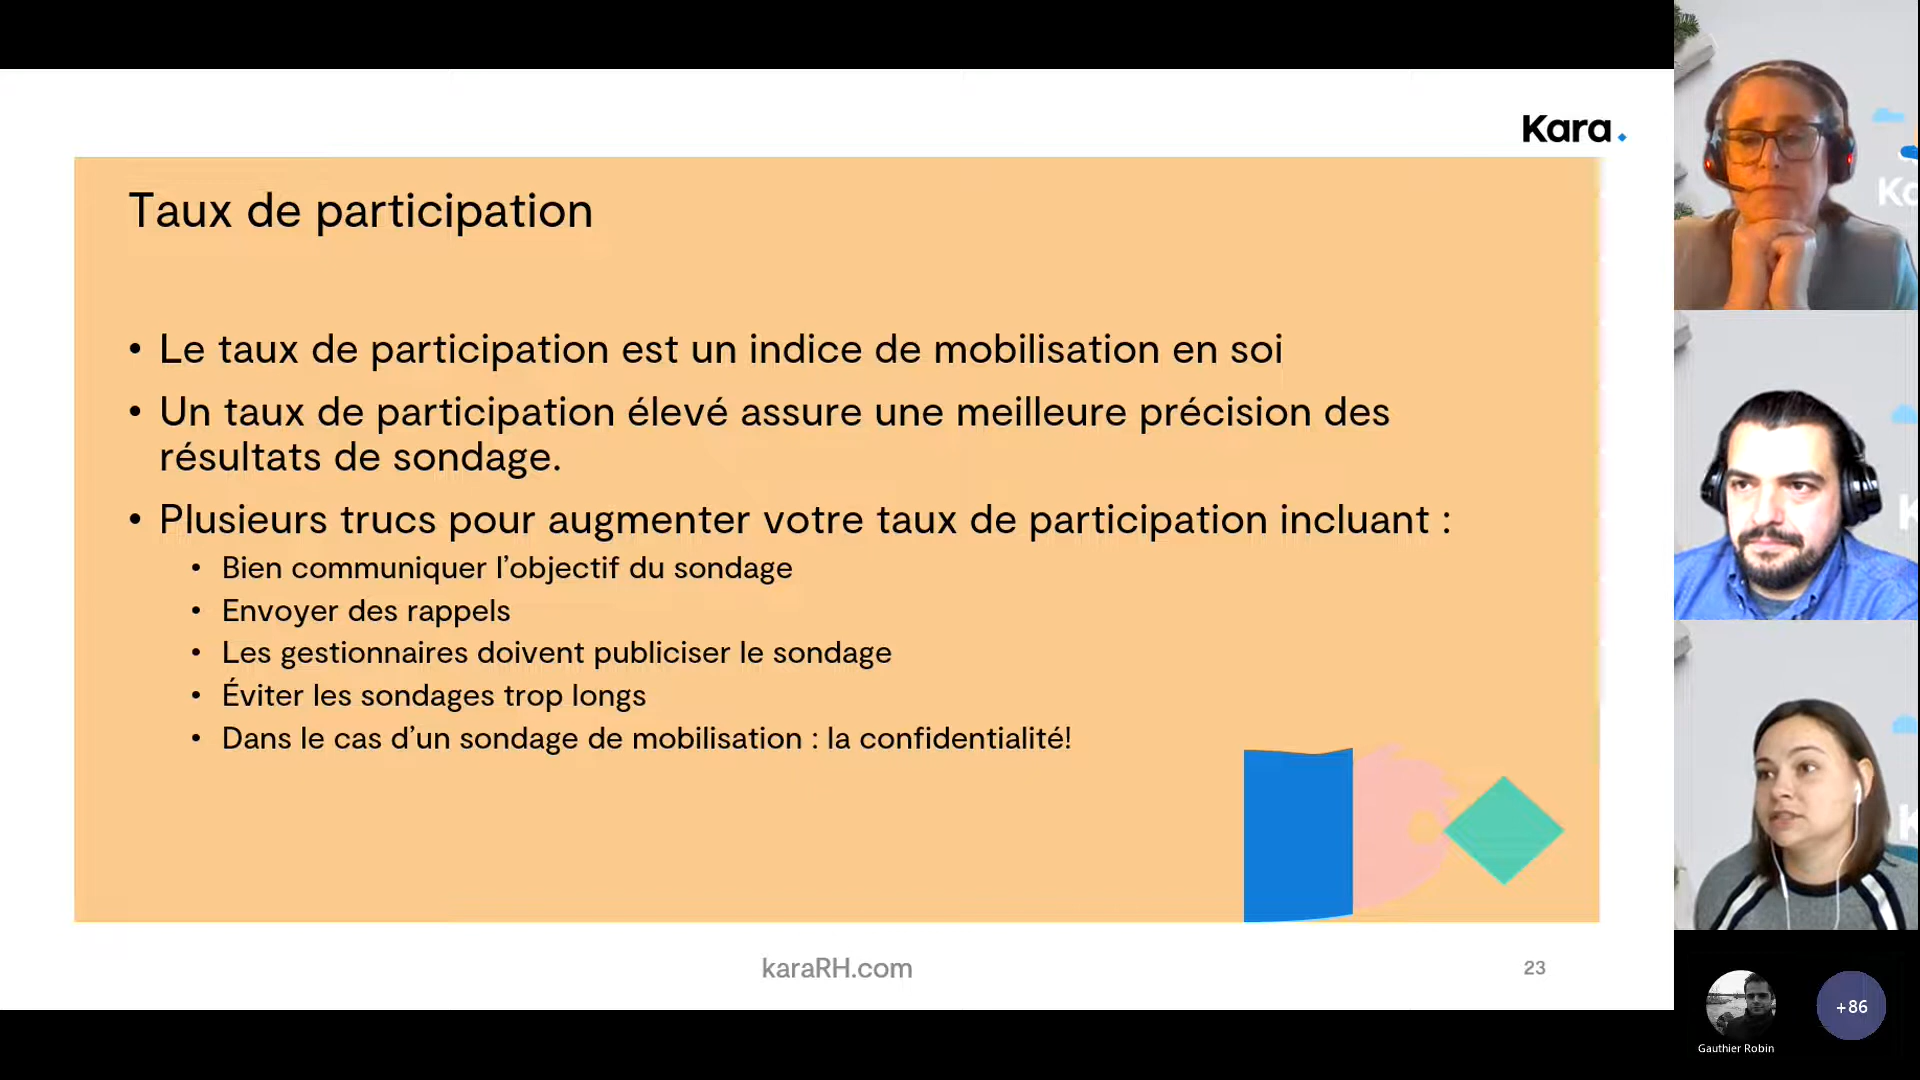 Kara.
Taux de participation
• Le taux de participation est un indice de mobilisation en soi
• Un taux de participation élevé assure une meilleure précision des
résultats de sondage.
• Plusieurs trucs pour augmenter votre taux de participation incluant :
• Bien communiquer l’objectif du sondage
• Envoyer des rappels
• Les gestionnaires doivent publiciser le sondage
• Éviter les sondages trop longs
• Dans le cas d’un sondage de mobilisation : la confidentialité!
karaRH.com
23
Gauthier Robin
+86